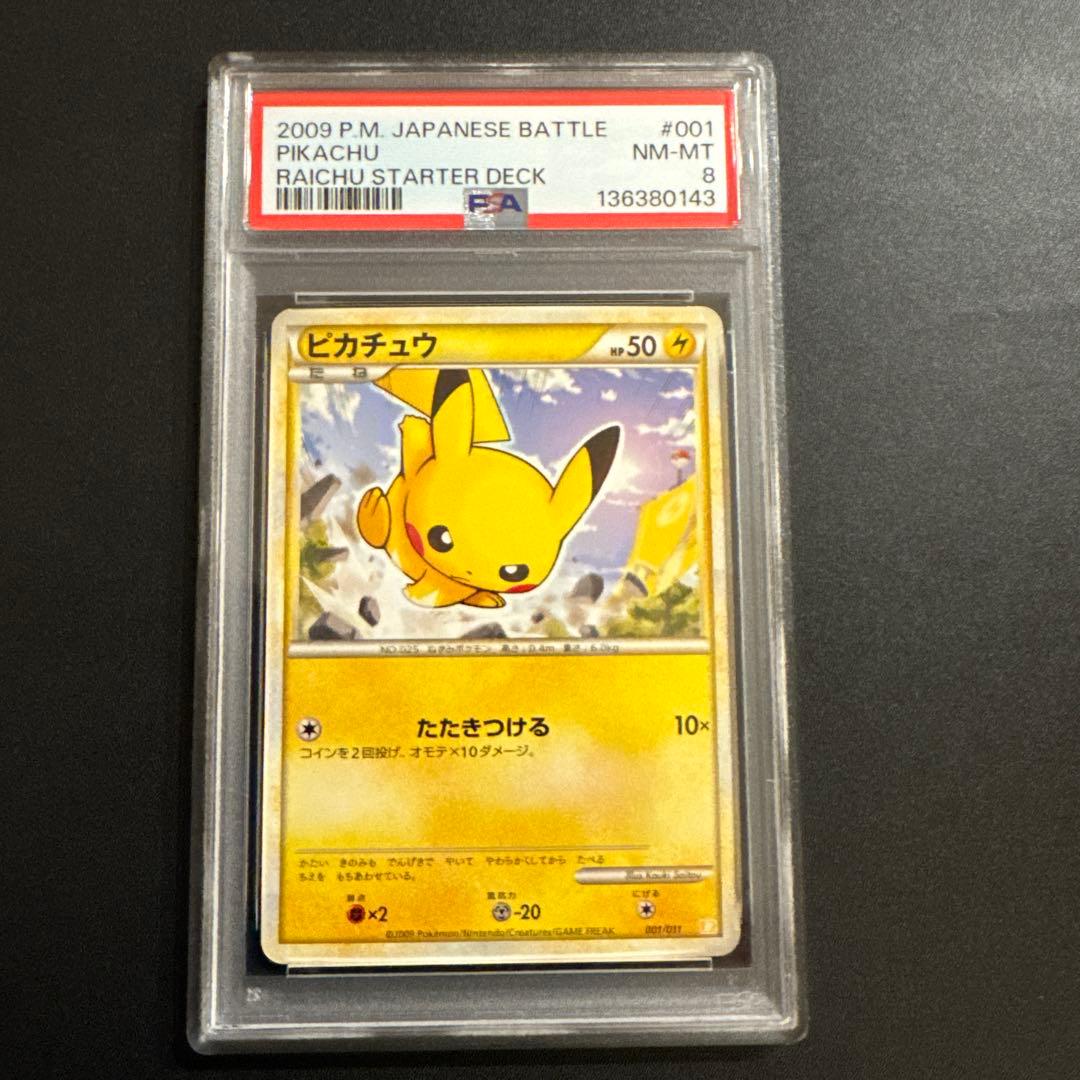 2009 P.M. JAPANESE BATTLE #001
PIKACHU NM-MT
RAICHU STARTER DECK 8
PSA 136380143
ピカチュウ HP50
たね
NO.025 ねずみポケモン 高さ:0.4m 重さ:6.0kg
たたきつける 10×
コインを2回投げ、オモテ×10ダメージ。
かたい きのみも でんげきで やいて やわらかくしてから たべる
ちえを もちあわせている。
illus. Kouki Saitou
弱点 抵抗力 にげる
×2 -20
©2009 Pokémon/Nintendo/Creatures/GAME FREAK 001/011